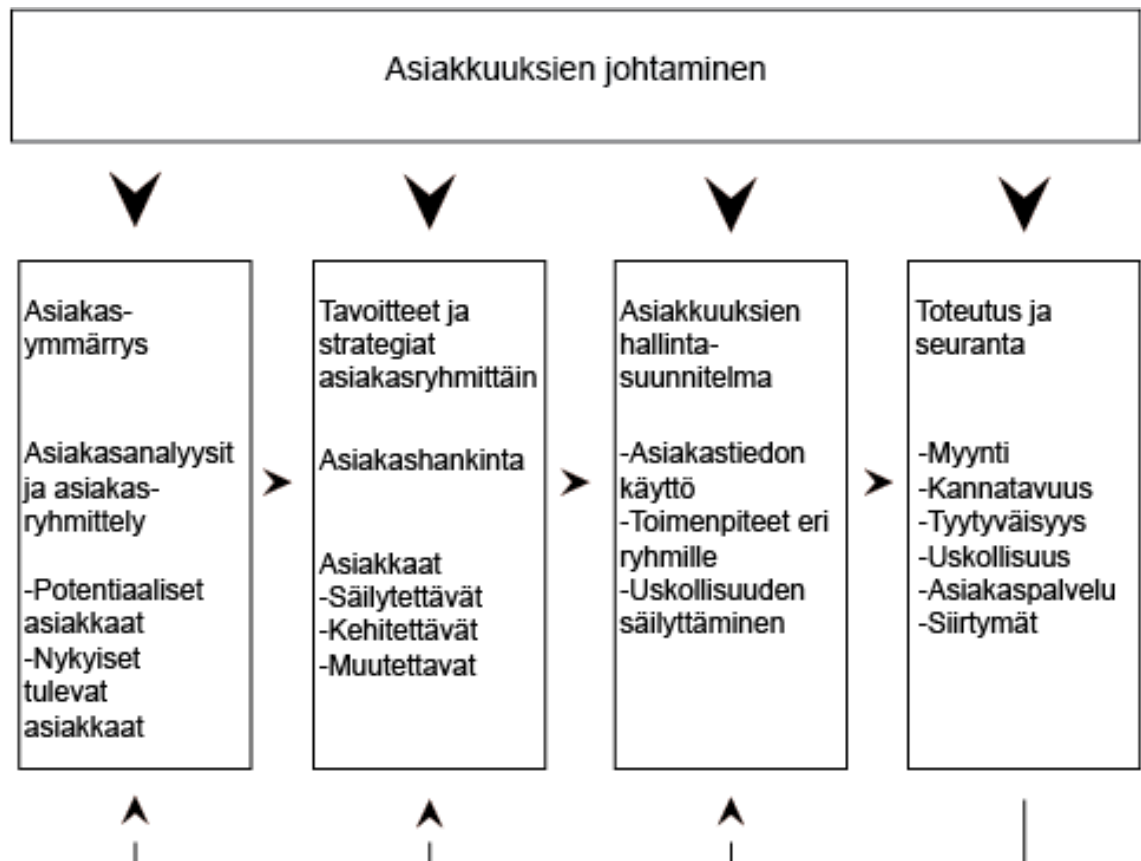 Asiakkuuksien johtaminen
Asiakas-
ymmärrys
Asiakasanalyysit
ja asiakas-
ryhmittely
-Potentiaaliset
asiakkaat
-Nykyiset
tulevat
asiakkaat
Tavoitteet ja
strategiat
asiakasryhmittäin
Asiakashankinta
Asiakkaat
-Säilytettävät
-Kehitettävät
-Muutettavat
Asiakkuuksien
hallinta-
suunnitelma
-Asiakastiedon
käyttö
-Toimenpiteet eri
ryhmille
-Uskollisuuden
säilyttäminen
Toteutus ja
seuranta
-Myynti
-Kannatavuus
-Tyytyväisyys
-Uskollisuus
-Asiakaspalvelu
-Siirtymät